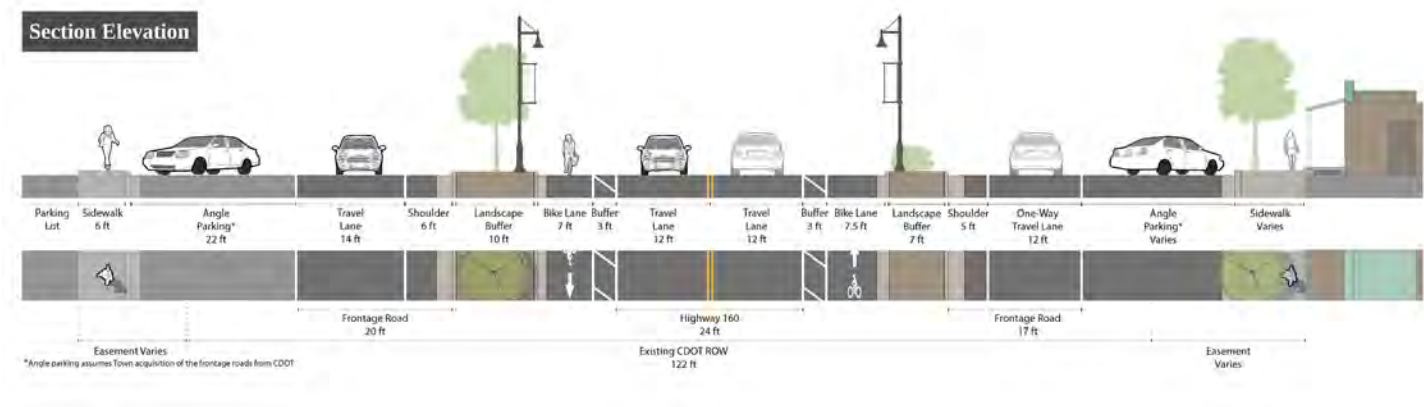 Section Elevation
Parking
Lot
Sidewalk
6 ft
Angle
Parking*
22 ft
Travel
Lane
14 ft
Shoulder
6 ft
Landscape
Buffer
10 ft
Bike Lane
7 ft
Buffer
3 ft
Travel
Lane
12 ft
Travel
Lane
12 ft
Buffer
3 ft
Bike Lane
7.5 ft
Landscape
Buffer
7 ft
Shoulder
5 ft
One-Way
Travel Lane
12 ft
Angle
Parking*
Varies
Sidewalk
Varies
Frontage Road
20 ft
Highway 160
24 ft
Frontage Road
17 ft
Easement Varies
Existing CDOT ROW
122 ft
Easement
Varies
*Angle parking assumes Town acquisition of the frontage roads from CDOT